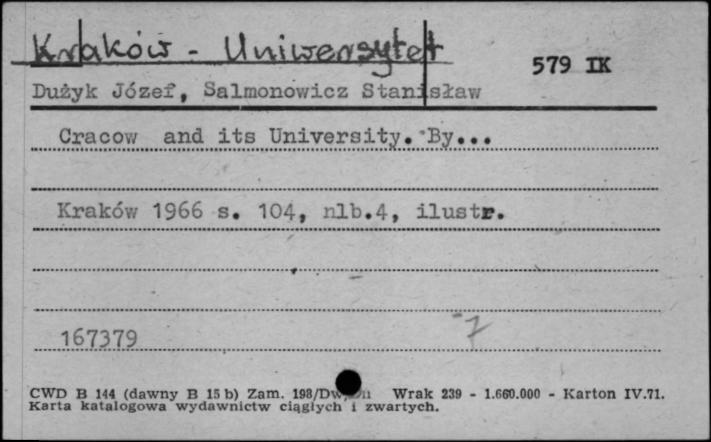 Kraków - Uniwersytet
579 IK
Dużyk Józef, Salmonowicz Stanisław
Cracow and its University. By...
Kraków 1966 s. 104, nlb.4, ilustr.
7
167379
CWD B 144 (dawny B 15 b) Zam. 198/Dw, Wrak 239 - 1.660.000 - Karton IV.71.
Karta katalogowa wydawnictw ciągłych i zwartych.